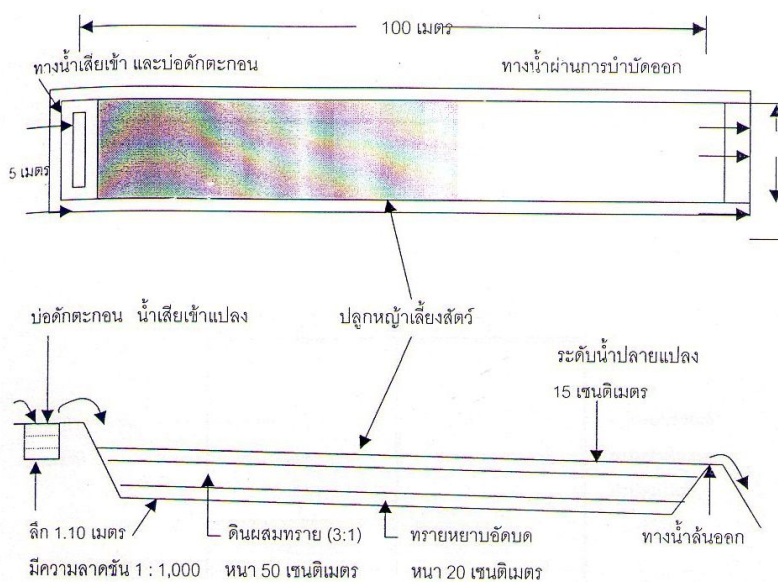 100 เมตร
ทางน้ำเสียเข้า และบ่อดักตะกอน
ทางน้ำผ่านการบำบัดออก
5 เมตร
บ่อดักตะกอน น้ำเสียเข้าแปลง
ปลูกหญ้าเลี้ยงสัตว์
ระดับน้ำปลายแปลง
15 เซนติเมตร
ลึก 1.10 เมตร
ดินผสมทราย (3:1)
ทรายหยาบอัดบด
ทางน้ำล้นออก
มีความลาดชัน 1 : 1,000
หนา 50 เซนติเมตร
หนา 20 เซนติเมตร